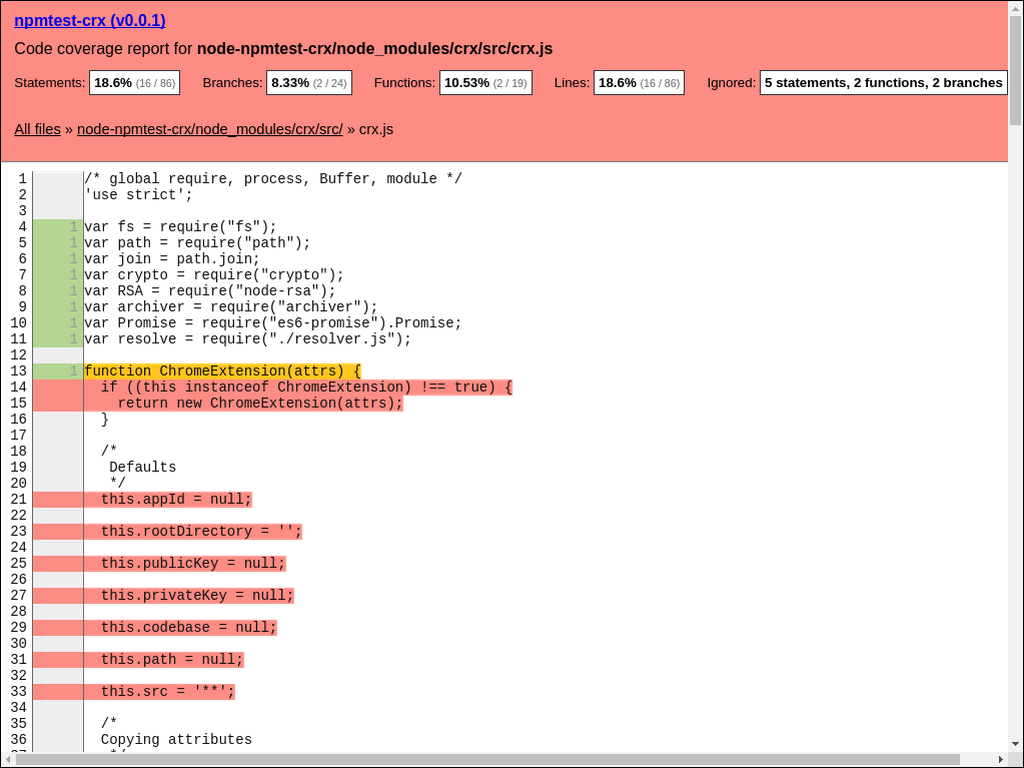 npmtest-crx (v0.0.1)
Code coverage report for node-npmtest-crx/node_modules/crx/src/crx.js
Statements: 18.6% (16 / 86) Branches: 8.33% (2 / 24) Functions: 10.53% (2 / 19) Lines: 18.6% (16 / 86) Ignored: 5 statements, 2 functions, 2 branches
All files » node-npmtest-crx/node_modules/crx/src/ » crx.js
1 /* global require, process, Buffer, module */
2 'use strict';
3
4 1 var fs = require("fs");
5 1 var path = require("path");
6 1 var join = path.join;
7 1 var crypto = require("crypto");
8 1 var RSA = require("node-rsa");
9 1 var archiver = require("archiver");
10 1 var Promise = require("es6-promise").Promise;
11 1 var resolve = require("./resolver.js");
12
13 1 function ChromeExtension(attrs) {
14 if ((this instanceof ChromeExtension) !== true) {
15 return new ChromeExtension(attrs);
16 }
17
18 /*
19 Defaults
20 */
21 this.appId = null;
22
23 this.rootDirectory = '';
24
25 this.publicKey = null;
26
27 this.privateKey = null;
28
29 this.codebase = null;
30
31 this.path = null;
32
33 this.src = '**';
34
35 /*
36 Copying attributes